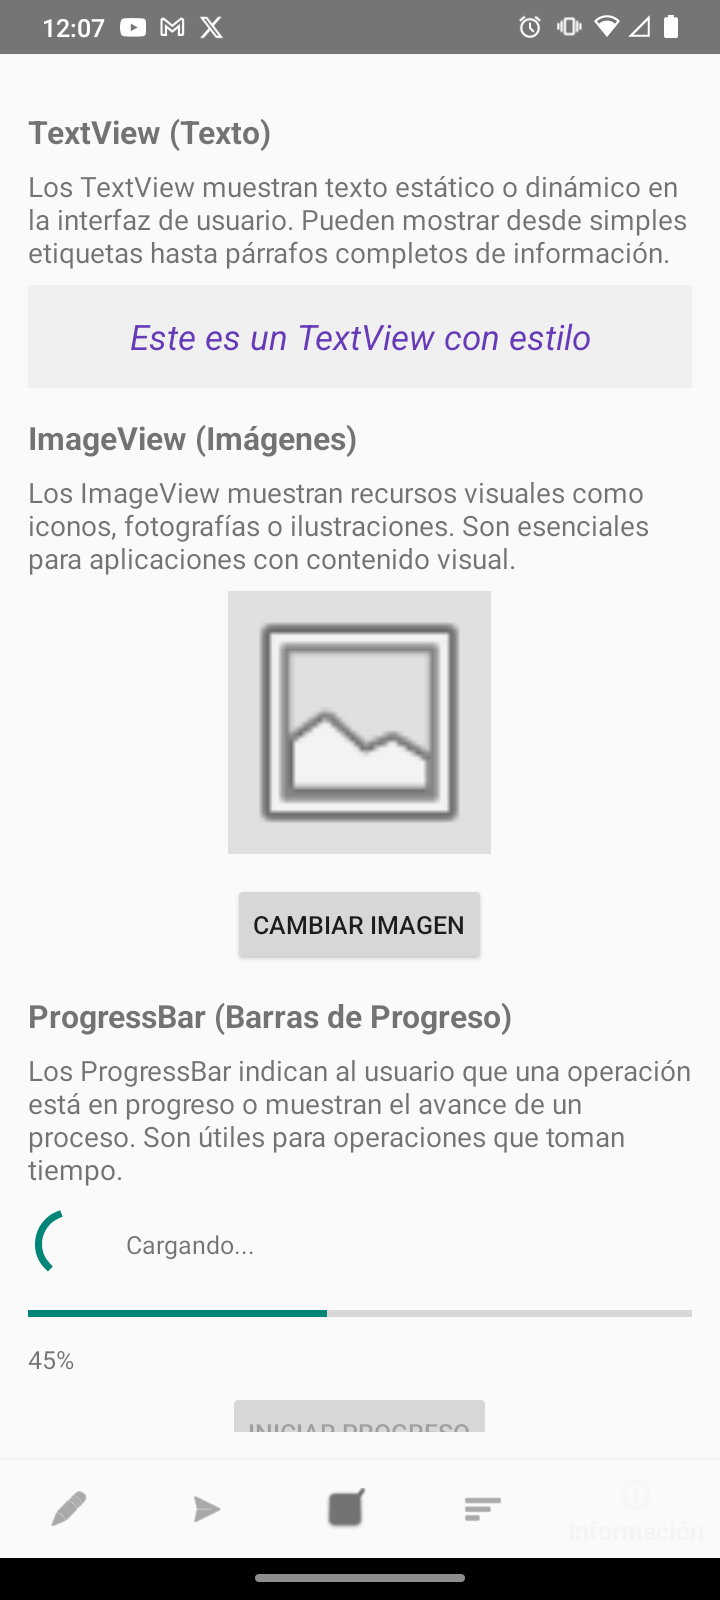 12:07
TextView (Texto)
Los TextView muestran texto estático o dinámico en
la interfaz de usuario. Pueden mostrar desde simples
etiquetas hasta párrafos completos de información.
Este es un TextView con estilo
ImageView (Imágenes)
Los ImageView muestran recursos visuales como
iconos, fotografías o ilustraciones. Son esenciales
para aplicaciones con contenido visual.
CAMBIAR IMAGEN
ProgressBar (Barras de Progreso)
Los ProgressBar indican al usuario que una operación
está en progreso o muestran el avance de un
proceso. Son útiles para operaciones que toman
tiempo.
Cargando...
45%
INICIAR PROGRESO
Información